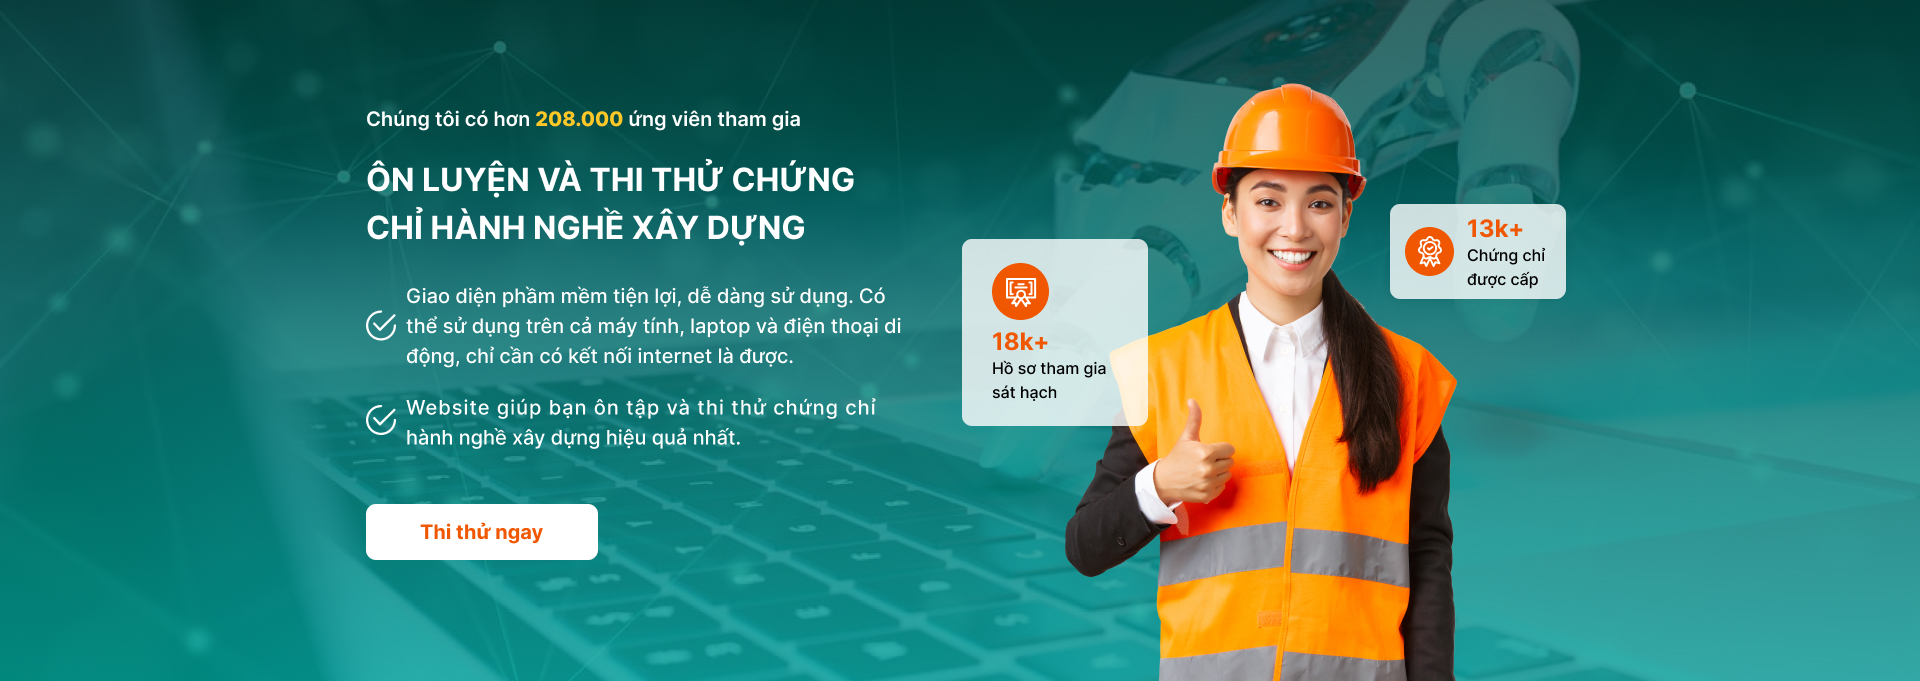 Chúng tôi có hơn 208.000 ứng viên tham gia
ÔN LUYỆN VÀ THI THỬ CHỨNG
CHỈ HÀNH NGHỀ XÂY DỰNG
Giao diện phầm mềm tiện lợi, dễ dàng sử dụng. Có
thể sử dụng trên cả máy tính, laptop và điện thoại di
động, chỉ cần có kết nối internet là được.
Website giúp bạn ôn tập và thi thử chứng chỉ
hành nghề xây dựng hiệu quả nhất.
Thi thử ngay
18k+
Hồ sơ tham gia
sát hạch
13k+
Chứng chỉ
được cấp